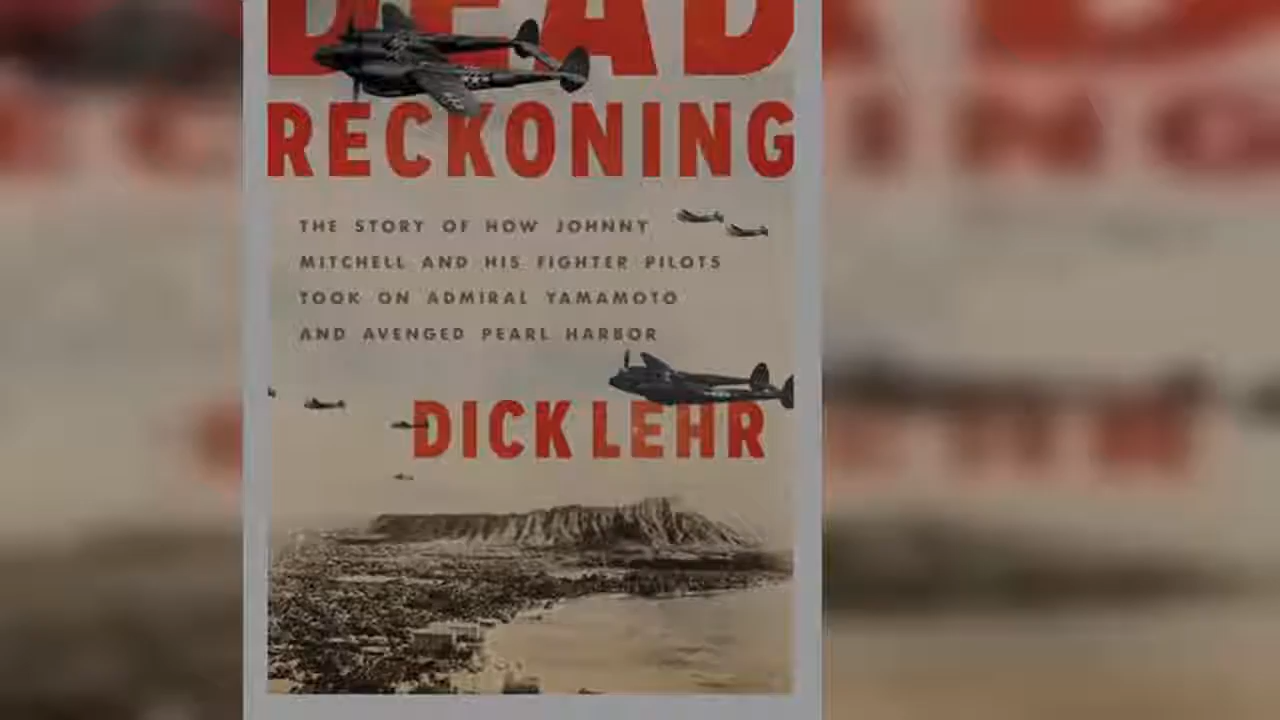 DEAD
RECKONING
THE STORY OF HOW JOHNNY
MITCHELL AND HIS FIGHTER PILOTS
TOOK ON ADMIRAL YAMAMOTO
AND AVENGED PEARL HARBOR
DICK LEHR